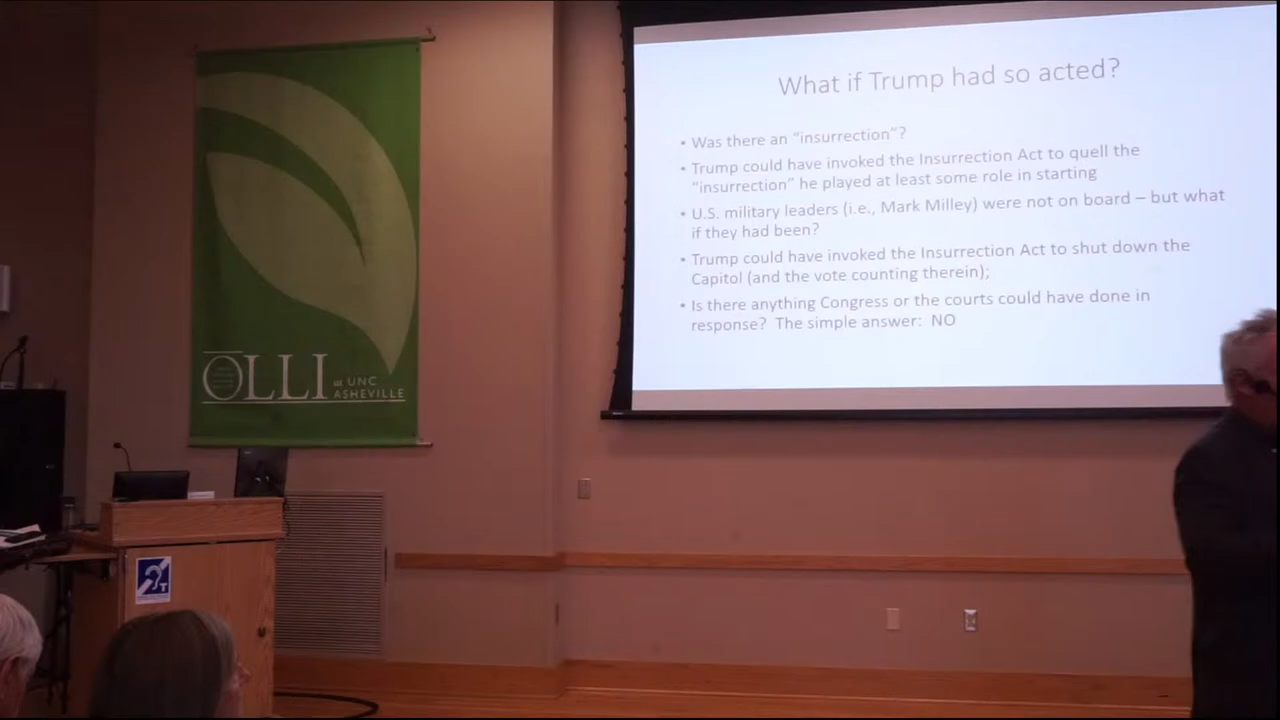 What if Trump had so acted?
• Was there an “insurrection”?
• Trump could have invoked the Insurrection Act to quell the
“insurrection” he played at least some role in starting
• U.S. military leaders (i.e., Mark Milley) were not on board – but what
if they had been?
• Trump could have invoked the Insurrection Act to shut down the
Capitol (and the vote counting therein);
• Is there anything Congress or the courts could have done in
response? The simple answer: NO
OLLI at UNC
ASHEVILLE
T